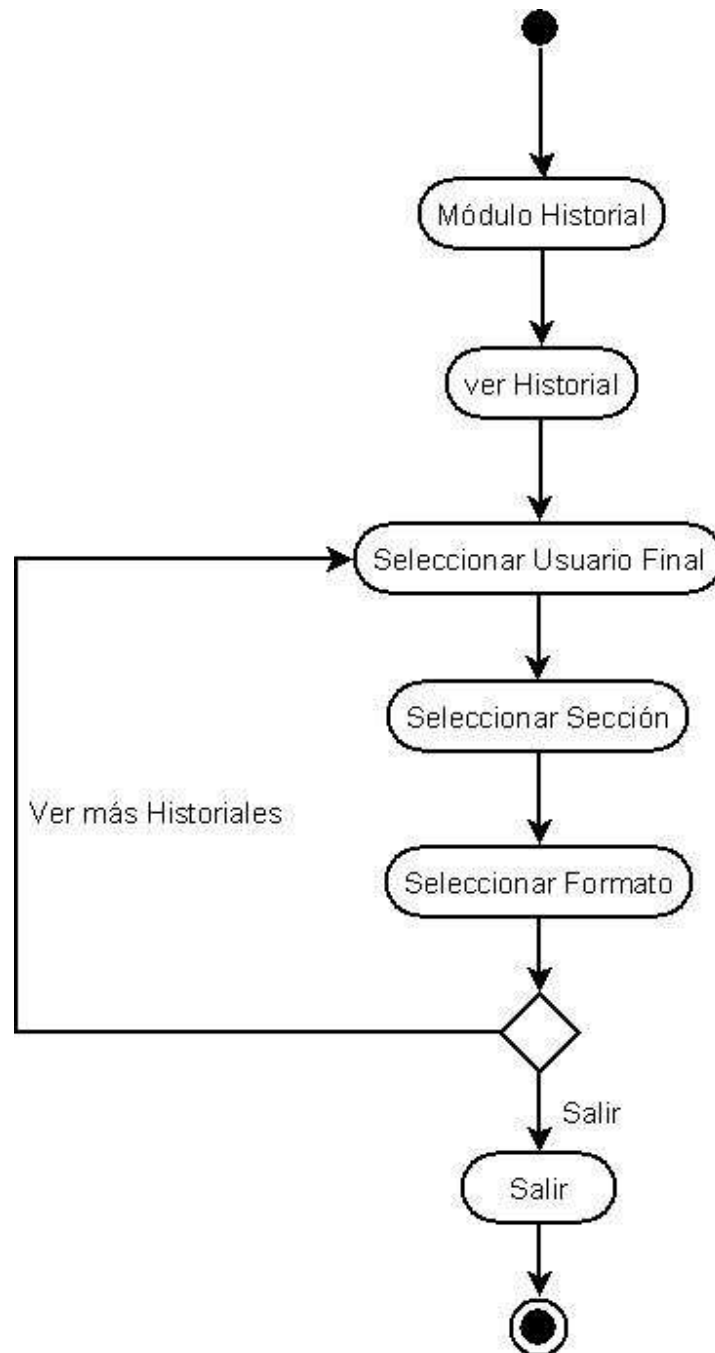 Módulo Historial
ver Historial
Seleccionar Usuario Final
Seleccionar Sección
Ver más Historiales
Seleccionar Formato
Salir
Salir